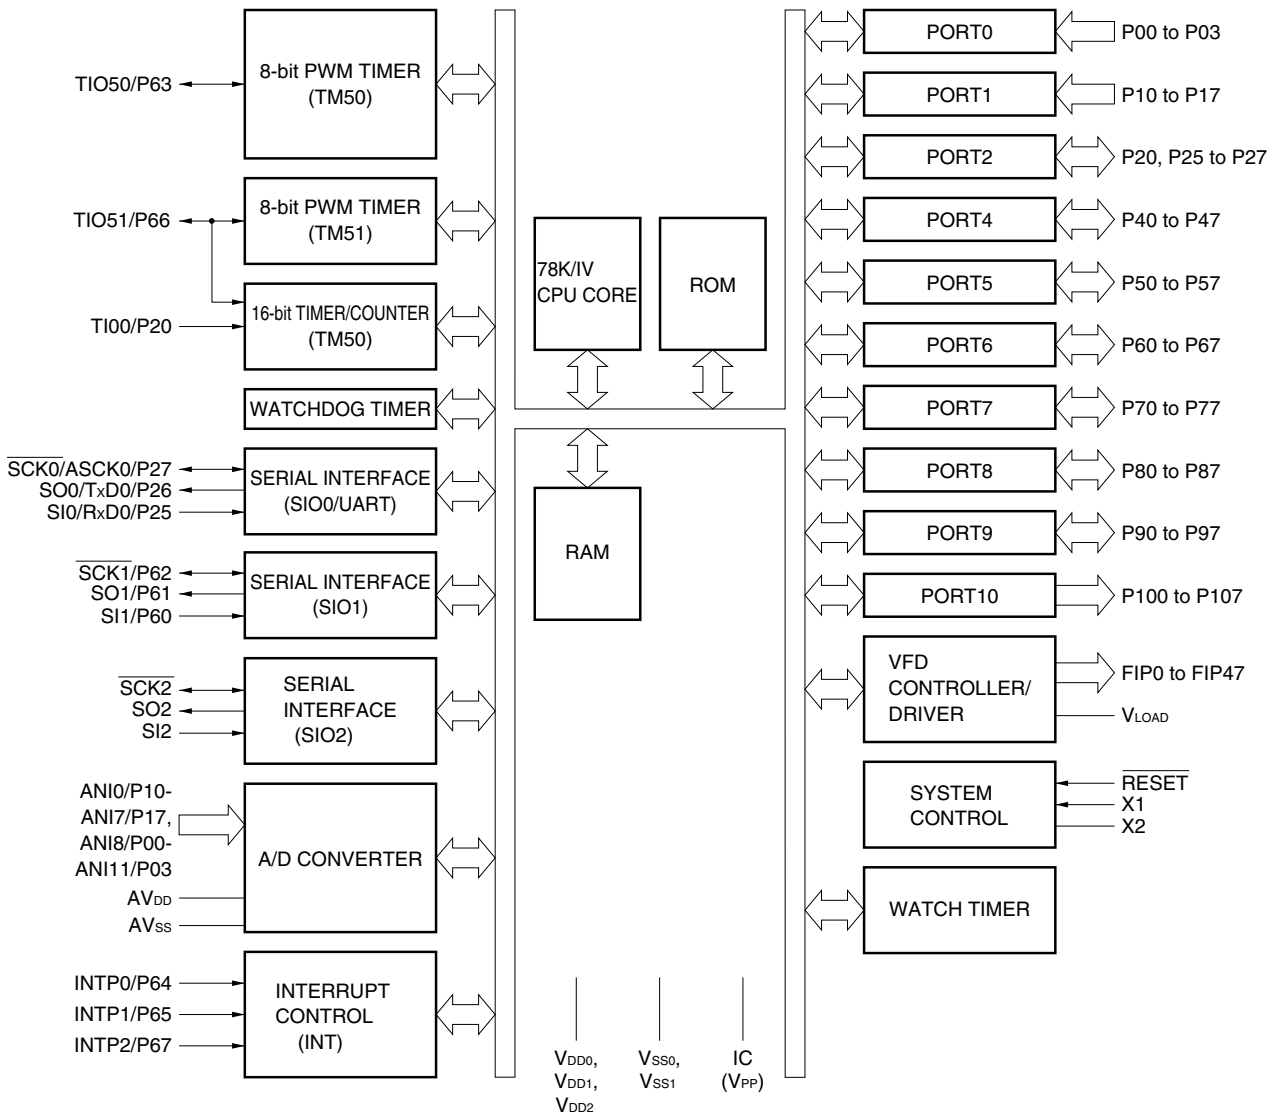 TIO50/P63
8-bit PWM TIMER
(TM50)
TIO51/P66
8-bit PWM TIMER
(TM51)
TI00/P20
16-bit TIMER/COUNTER
(TM50)
WATCHDOG TIMER
SCK0/ASCK0/P27
SO0/TxD0/P26
SI0/RxD0/P25
SERIAL INTERFACE
(SIO0/UART)
SCK1/P62
SO1/P61
SI1/P60
SERIAL INTERFACE
(SIO1)
SCK2
SO2
SI2
SERIAL
INTERFACE
(SIO2)
ANI0/P10-
ANI7/P17,
ANI8/P00-
ANI11/P03
AVDD
AVSS
A/D CONVERTER
INTP0/P64
INTP1/P65
INTP2/P67
INTERRUPT
CONTROL
(INT)
78K/IV
CPU CORE
ROM
RAM
VDD0,
VDD1,
VDD2
VSS0,
VSS1
IC
(VPP)
PORT0
P00 to P03
PORT1
P10 to P17
PORT2
P20, P25 to P27
PORT4
P40 to P47
PORT5
P50 to P57
PORT6
P60 to P67
PORT7
P70 to P77
PORT8
P80 to P87
PORT9
P90 to P97
PORT10
P100 to P107
VFD
CONTROLLER/
DRIVER
FIP0 to FIP47
VLOAD
SYSTEM
CONTROL
RESET
X1
X2
WATCH TIMER